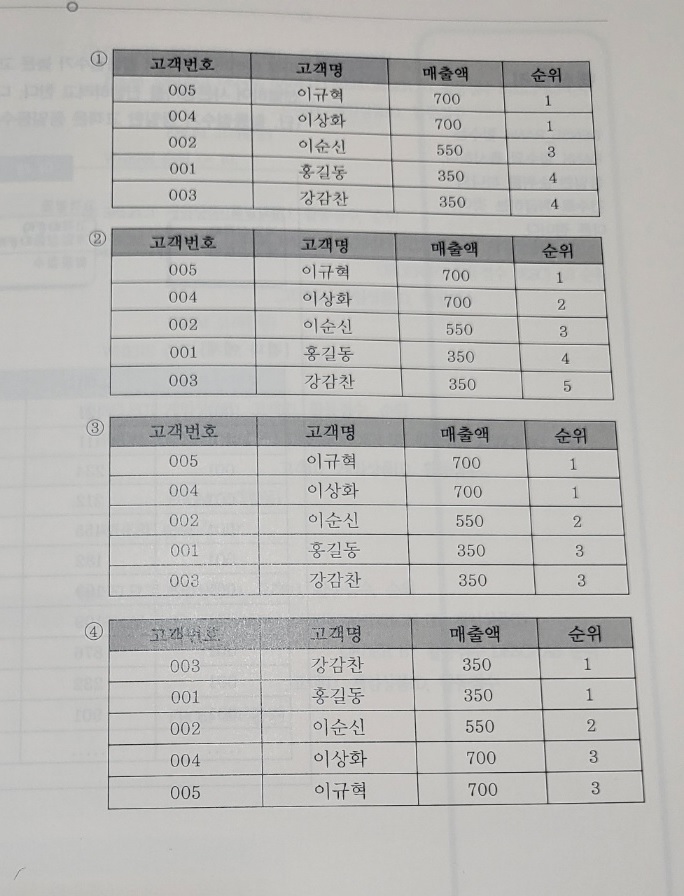 ①
고객번호 고객명 매출액 순위
005 이규혁 700 1
004 이상화 700 1
002 이순신 550 3
001 홍길동 350 4
003 강감찬 350 4
②
고객번호 고객명 매출액 순위
005 이규혁 700 1
004 이상화 700 2
002 이순신 550 3
001 홍길동 350 4
003 강감찬 350 5
③
고객번호 고객명 매출액 순위
005 이규혁 700 1
004 이상화 700 1
002 이순신 550 2
001 홍길동 350 3
003 강감찬 350 3
④
고객번호 고객명 매출액 순위
003 강감찬 350 1
001 홍길동 350 1
002 이순신 550 2
004 이상화 700 3
005 이규혁 700 3